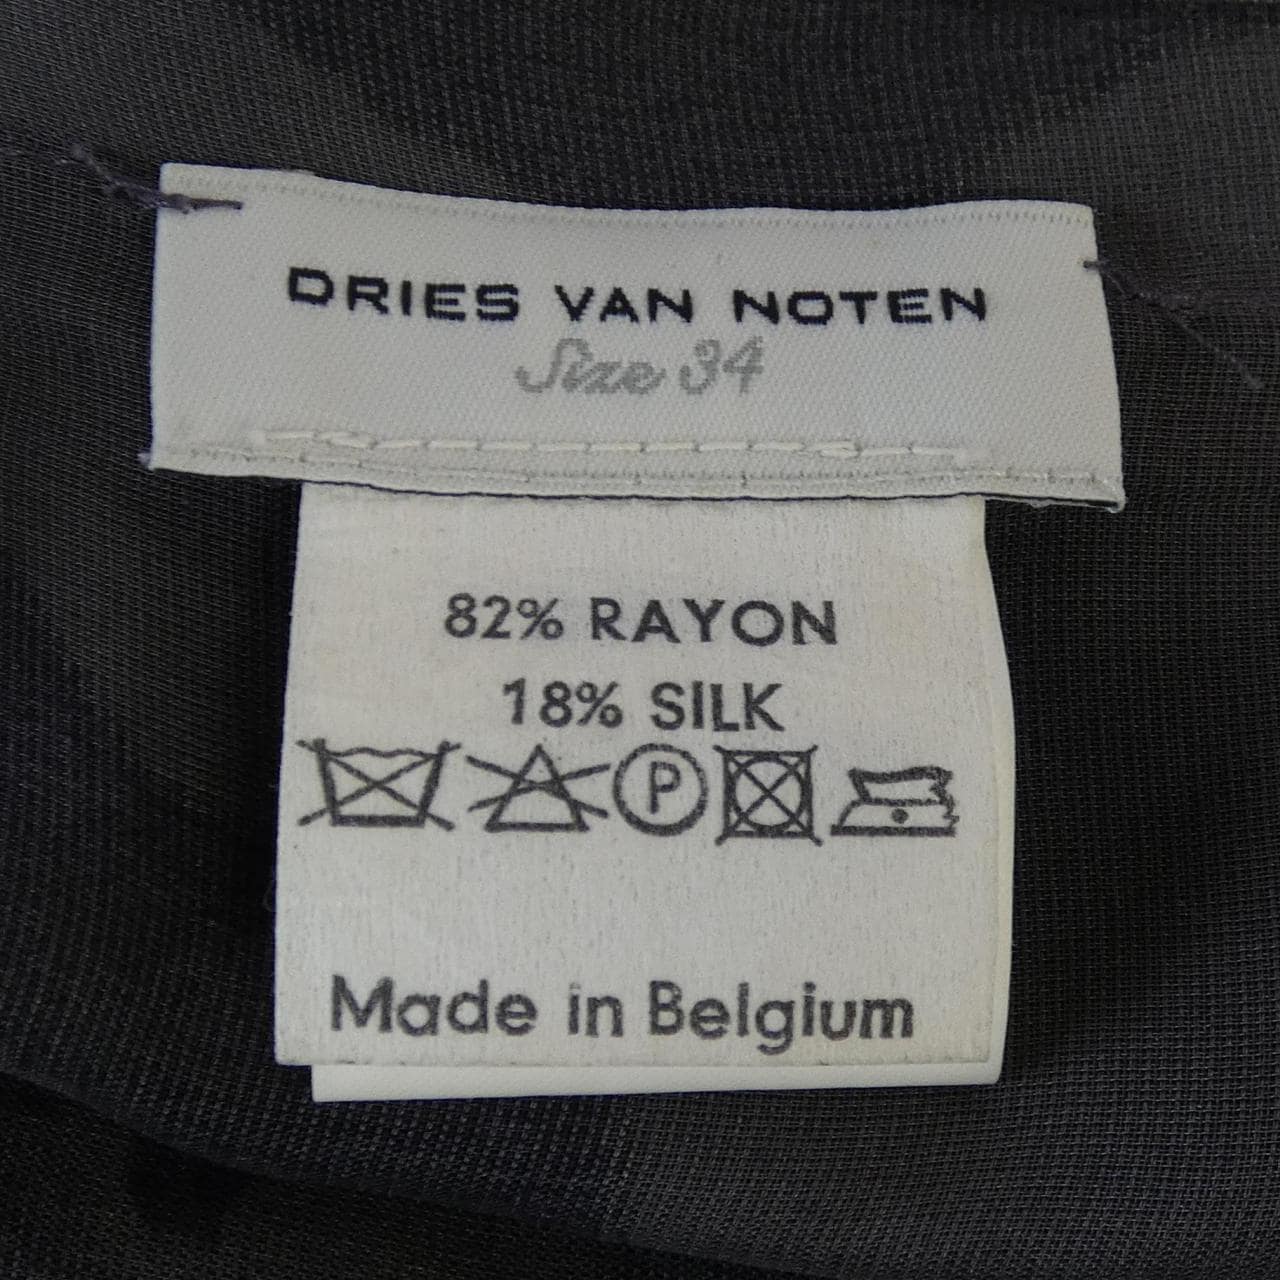 DRIES VAN NOTEN
Size 34
82% RAYON
18% SILK
P
Made in Belgium